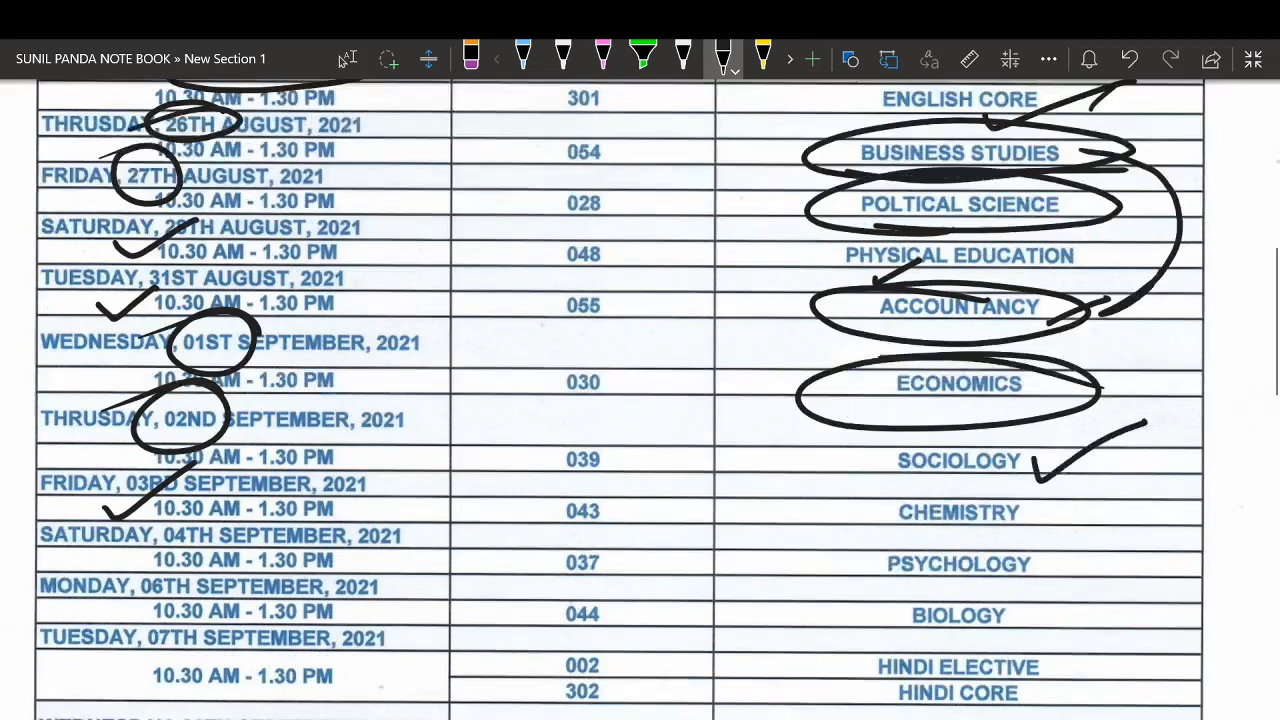 SUNIL PANDA NOTE BOOK » New Section 1
10.30 AM - 1.30 PM 301 ENGLISH CORE
THRUSDAY, 26TH AUGUST, 2021
10.30 AM - 1.30 PM 054 BUSINESS STUDIES
FRIDAY, 27TH AUGUST, 2021
10.30 AM - 1.30 PM 028 POLTICAL SCIENCE
SATURDAY, 28TH AUGUST, 2021
10.30 AM - 1.30 PM 048 PHYSICAL EDUCATION
TUESDAY, 31ST AUGUST, 2021
10.30 AM - 1.30 PM 055 ACCOUNTANCY
WEDNESDAY, 01ST SEPTEMBER, 2021
10.30 AM - 1.30 PM 030 ECONOMICS
THRUSDAY, 02ND SEPTEMBER, 2021
10.30 AM - 1.30 PM 039 SOCIOLOGY
FRIDAY, 03RD SEPTEMBER, 2021
10.30 AM - 1.30 PM 043 CHEMISTRY
SATURDAY, 04TH SEPTEMBER, 2021
10.30 AM - 1.30 PM 037 PSYCHOLOGY
MONDAY, 06TH SEPTEMBER, 2021
10.30 AM - 1.30 PM 044 BIOLOGY
TUESDAY, 07TH SEPTEMBER, 2021
10.30 AM - 1.30 PM 002 HINDI ELECTIVE
302 HINDI CORE